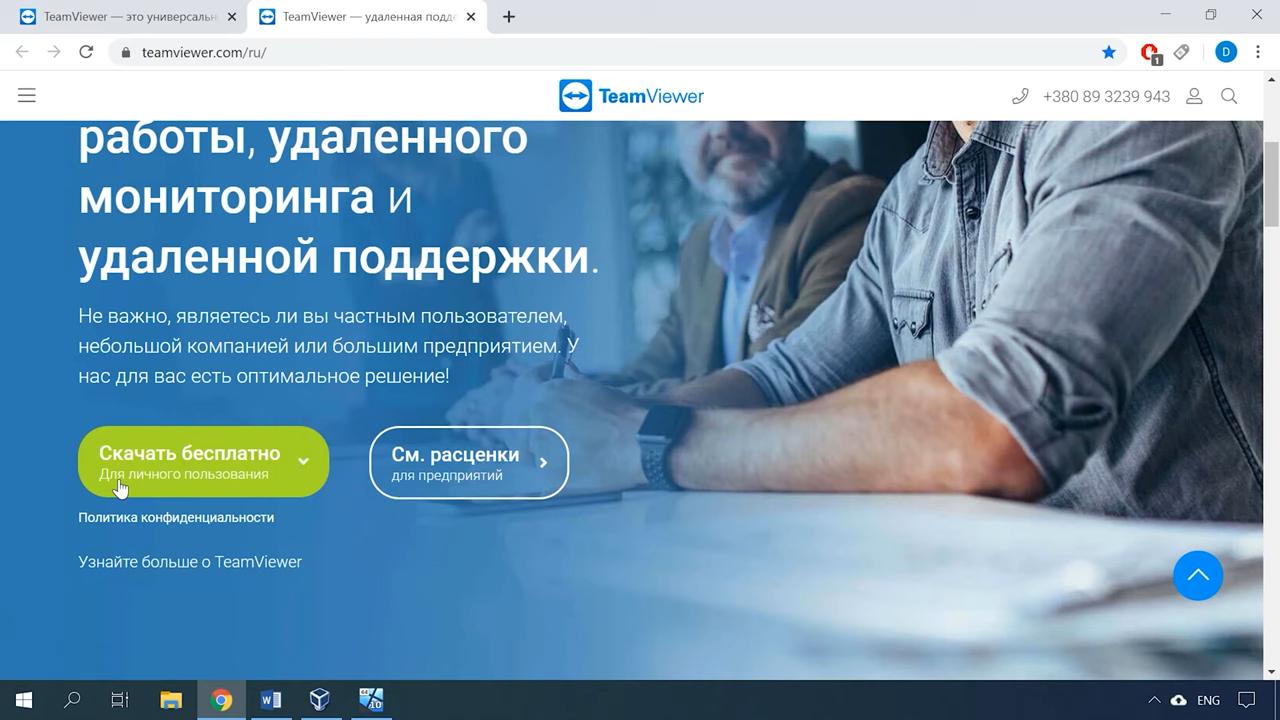 TeamViewer — это универсальн
TeamViewer — удаленная подде
teamviewer.com/ru/
1
D
TeamViewer
+380 89 3239 943
работы, удаленного
мониторинга и
удаленной поддержки.
Не важно, являетесь ли вы частным пользователем,
небольшой компанией или большим предприятием. У
нас для вас есть оптимальное решение!
Скачать бесплатно
Для личного пользования
См. расценки
для предприятий
Политика конфиденциальности
Узнайте больше о TeamViewer
ENG